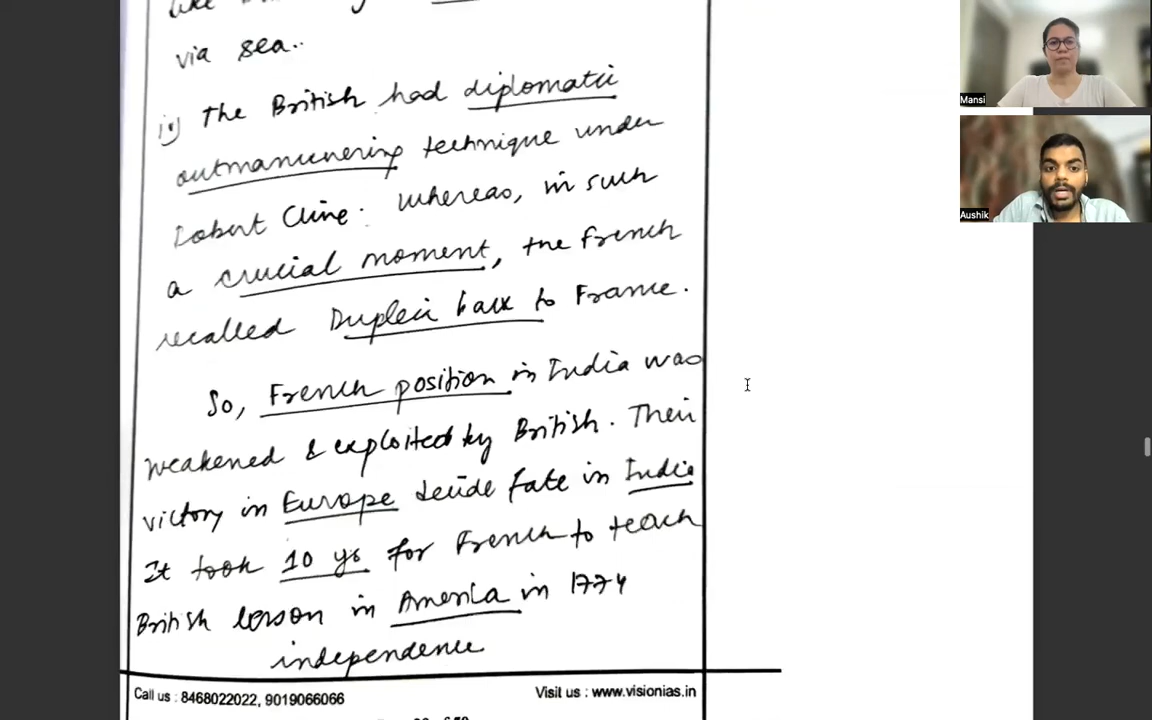 via sea..
iv) The British had diplomatic
outmanunering technique under
Robert Cline. Whereas, in such
a crucial moment, the French
recalled Dupleix back to France.
So, French position in India was
weakened & exploited by British. Their
victory in Europe decide fate in India
It took 10 ys for French to teach
British lesson in America in 1774
independence
Call us : 8468022022, 9019066066
Visit us : www.visionias.in
Mansi
Aushik